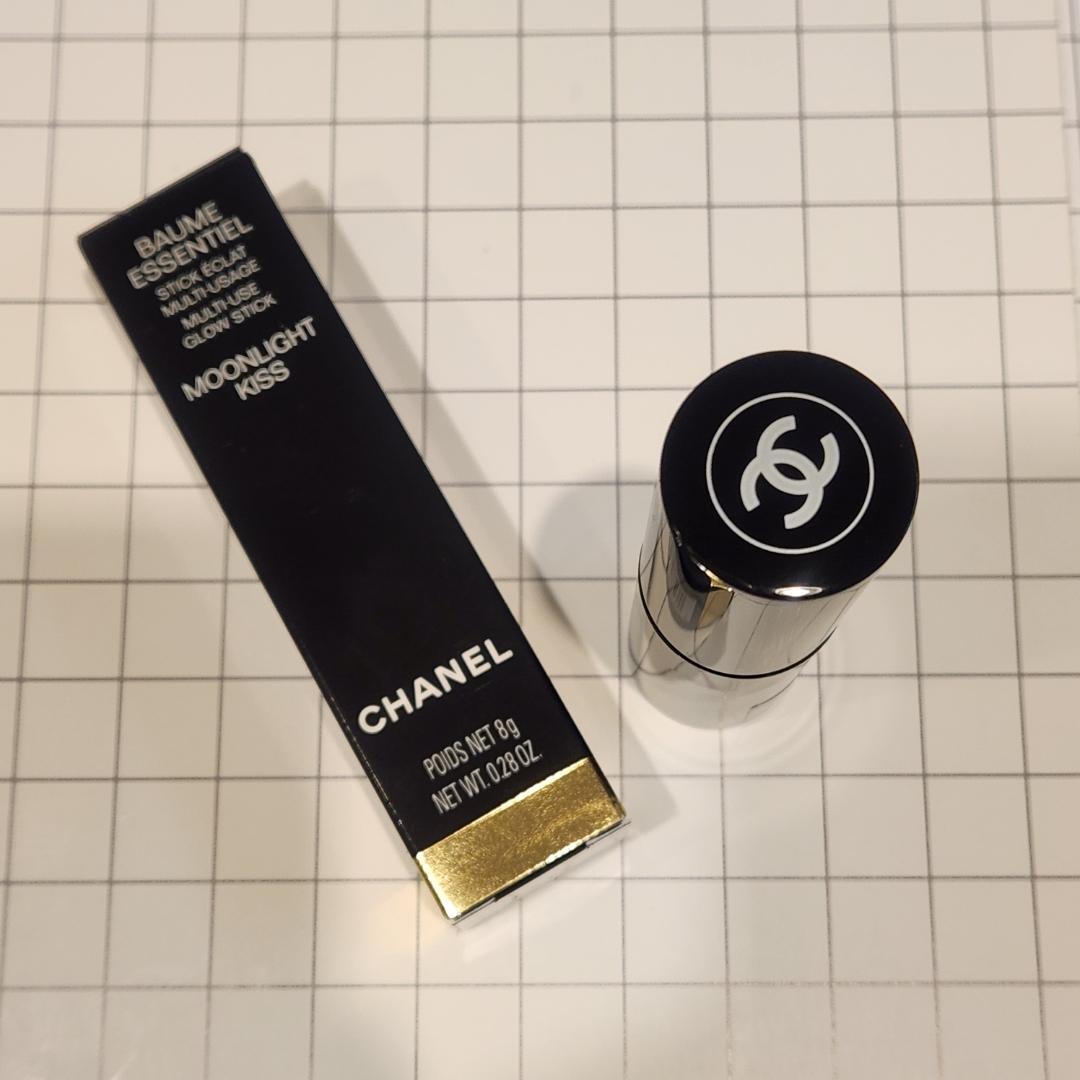 BAUME
ESSENTIEL
STICK ÉCLAT
MULTI-USAGE
MULTI-USE
GLOW STICK
MOONLIGHT
KISS
CHANEL
POIDS NET 8g
NET WT. 0.28 OZ.